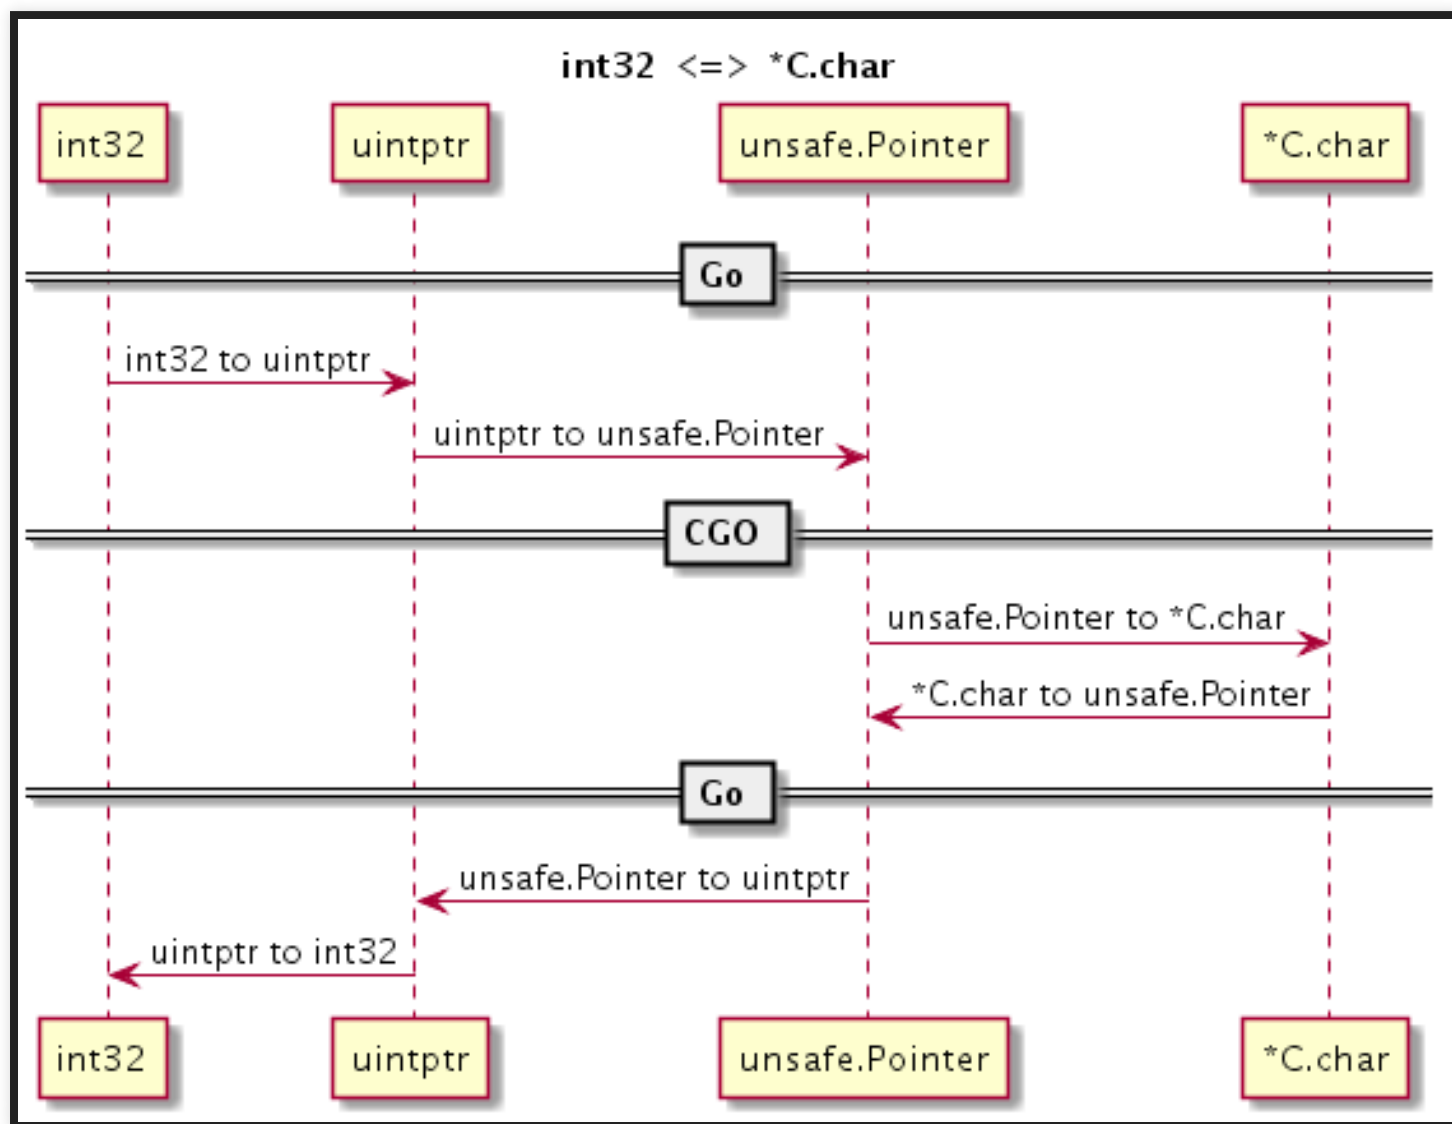 int32 <=> *C.char
int32 uintptr unsafe.Pointer *C.char
Go
int32 to uintptr
uintptr to unsafe.Pointer
CGO
unsafe.Pointer to *C.char
*C.char to unsafe.Pointer
Go
unsafe.Pointer to uintptr
uintptr to int32
int32 uintptr unsafe.Pointer *C.char